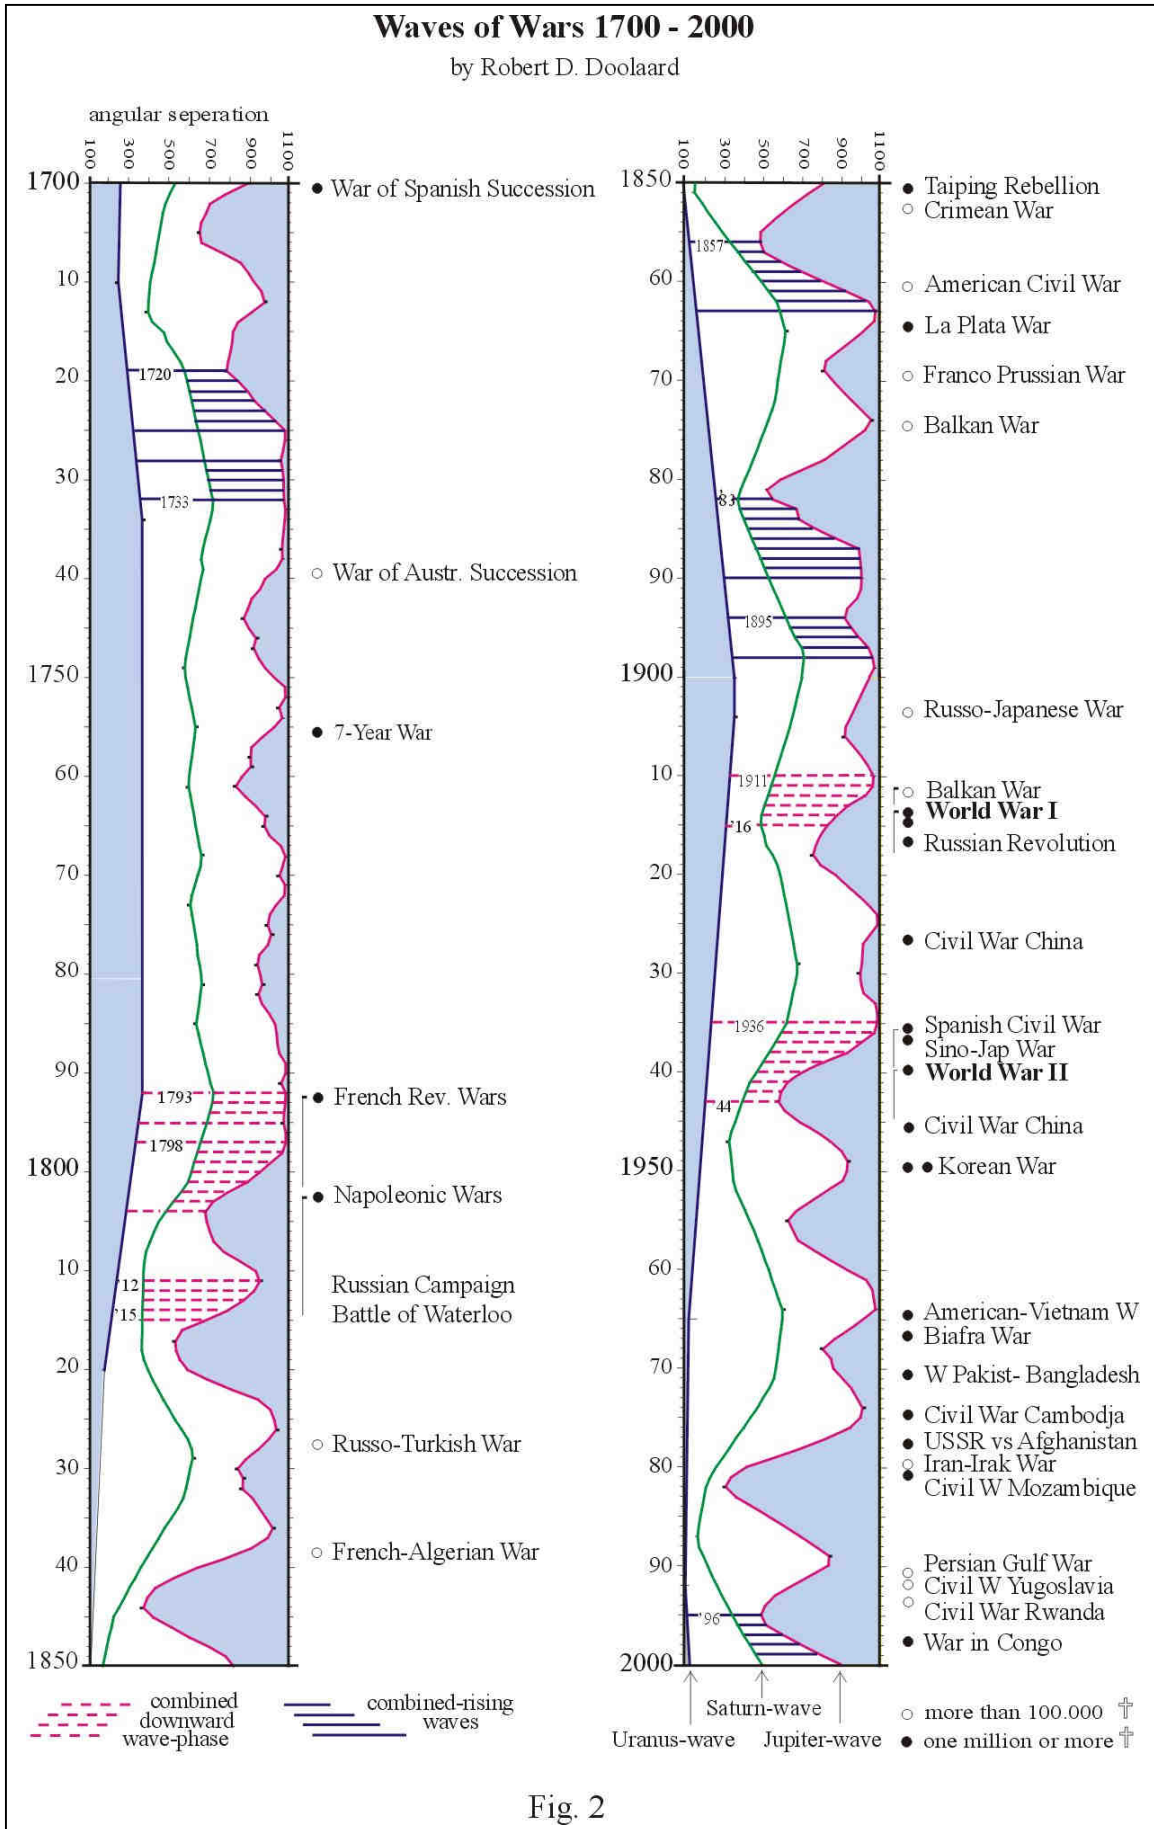 Waves of Wars 1700 - 2000
by Robert D. Doolaard
angular seperation
100 300 500 700 900 1100
1700
10
20
30
40
1750
60
70
80
90
1800
10
20
30
40
1850
1720
1733
1793
1798
'12
'15
War of Spanish Succession
War of Austr. Succession
7-Year War
French Rev. Wars
Napoleonic Wars
Russian Campaign
Battle of Waterloo
Russo-Turkish War
French-Algerian War
100 300 500 700 900 1100
1850
60
70
80
90
1900
10
20
30
40
1950
60
70
80
90
2000
1857
'83
1895
1911
'16
1936
44
'96
Taiping Rebellion
Crimean War
American Civil War
La Plata War
Franco Prussian War
Balkan War
Russo-Japanese War
Balkan War
World War I
Russian Revolution
Civil War China
Spanish Civil War
Sino-Jap War
World War II
Civil War China
Korean War
American-Vietnam W
Biafra War
W Pakist- Bangladesh
Civil War Cambodja
USSR vs Afghanistan
Iran-Irak War
Civil W Mozambique
Persian Gulf War
Civil W Yugoslavia
Civil War Rwanda
War in Congo
combined
downward
wave-phase
combined-rising
waves
Saturn-wave
Uranus-wave
Jupiter-wave
more than 100.000 ✝
one million or more ✝
Fig. 2